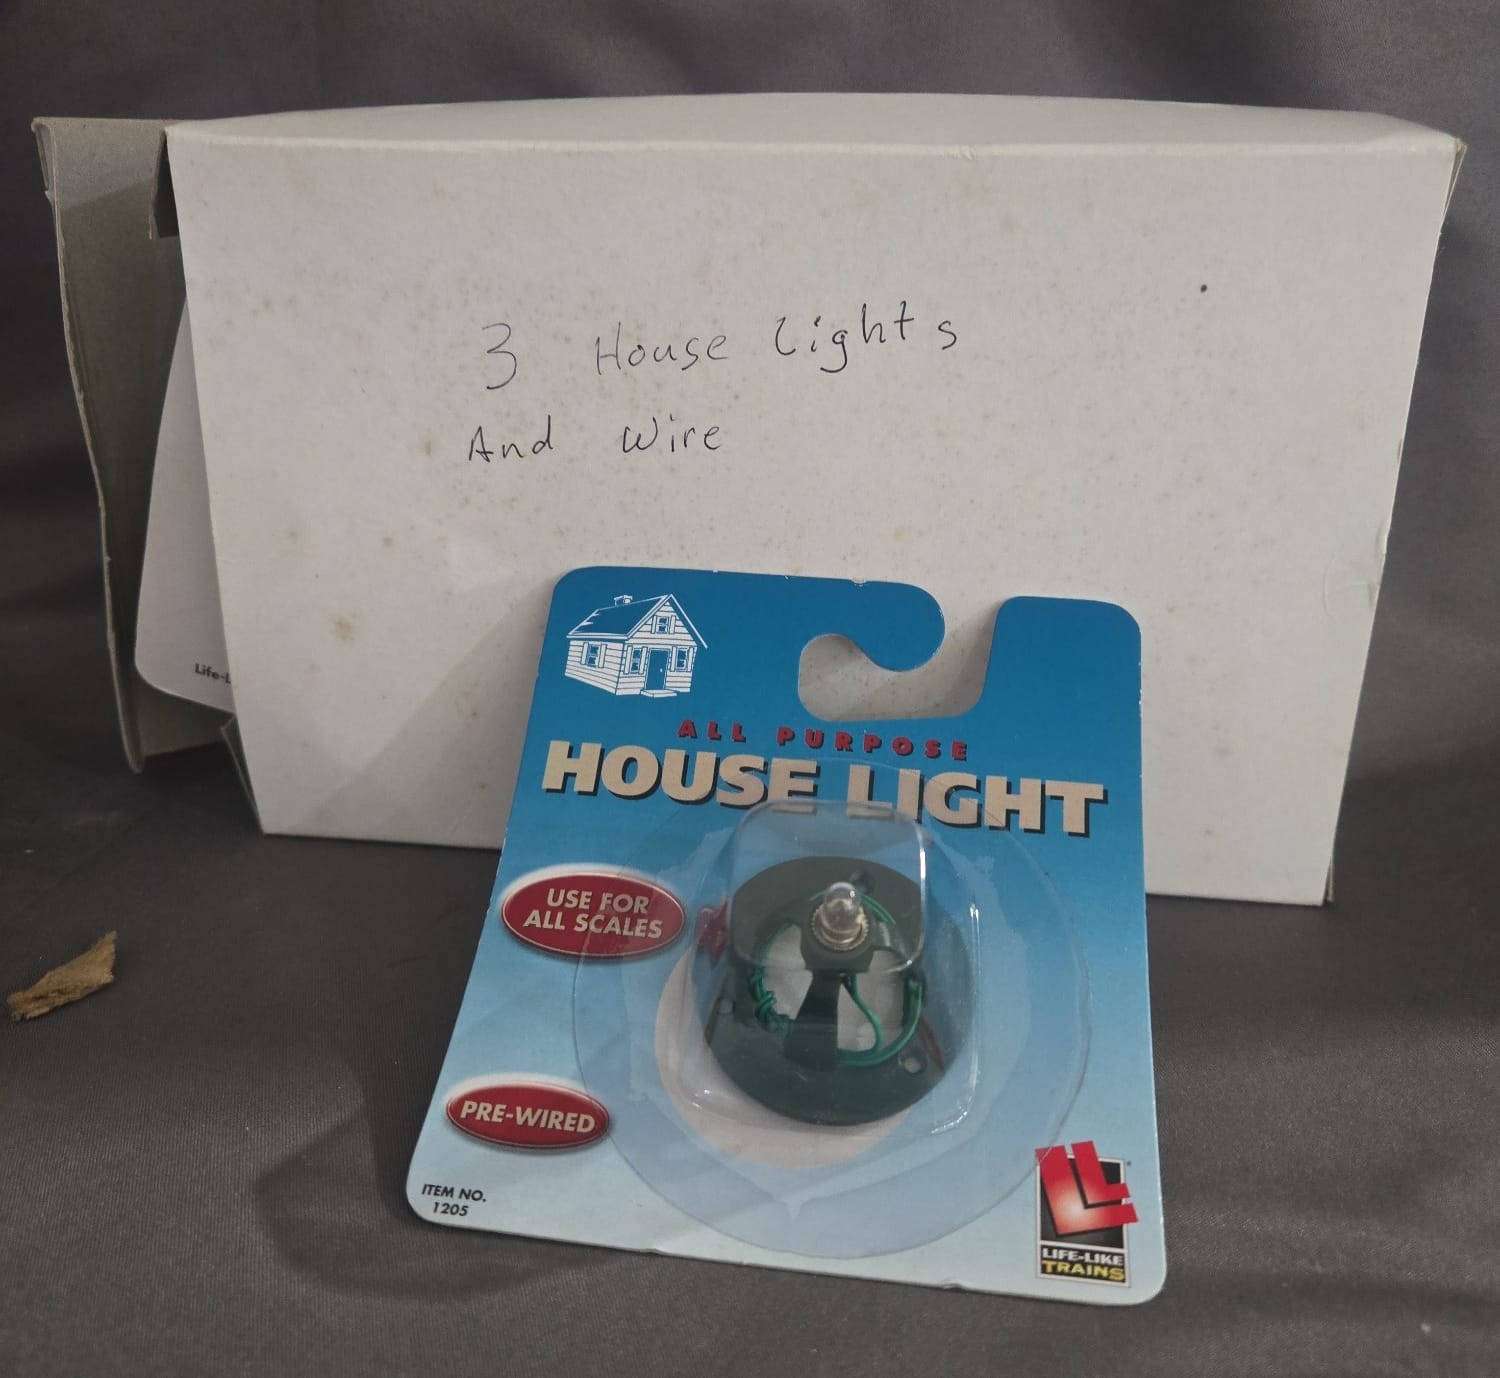 3 House Lights
And Wire
Life-L
ALL PURPOSE
HOUSE LIGHT
USE FOR
ALL SCALES
PRE-WIRED
ITEM NO.
1205
LIFE-LIKE
TRAINS